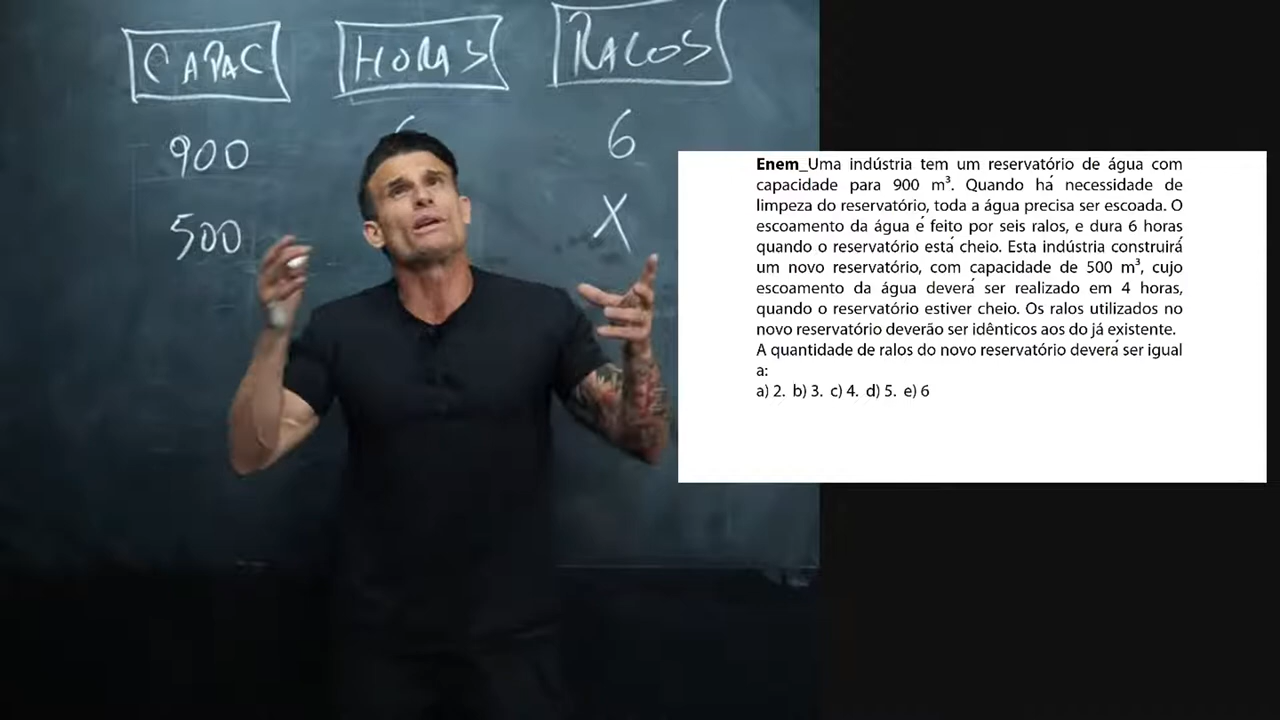 CAPAC HORAS RALOS
900 6 6
500 X
Enem_Uma indústria tem um reservatório de água com
capacidade para 900 m³. Quando há necessidade de
limpeza do reservatório, toda a água precisa ser escoada. O
escoamento da água é feito por seis ralos, e dura 6 horas
quando o reservatório está cheio. Esta indústria construirá
um novo reservatório, com capacidade de 500 m³, cujo
escoamento da água deverá ser realizado em 4 horas,
quando o reservatório estiver cheio. Os ralos utilizados no
novo reservatório deverão ser idênticos aos do já existente.
A quantidade de ralos do novo reservatório deverá ser igual
a:
a) 2. b) 3. c) 4. d) 5. e) 6